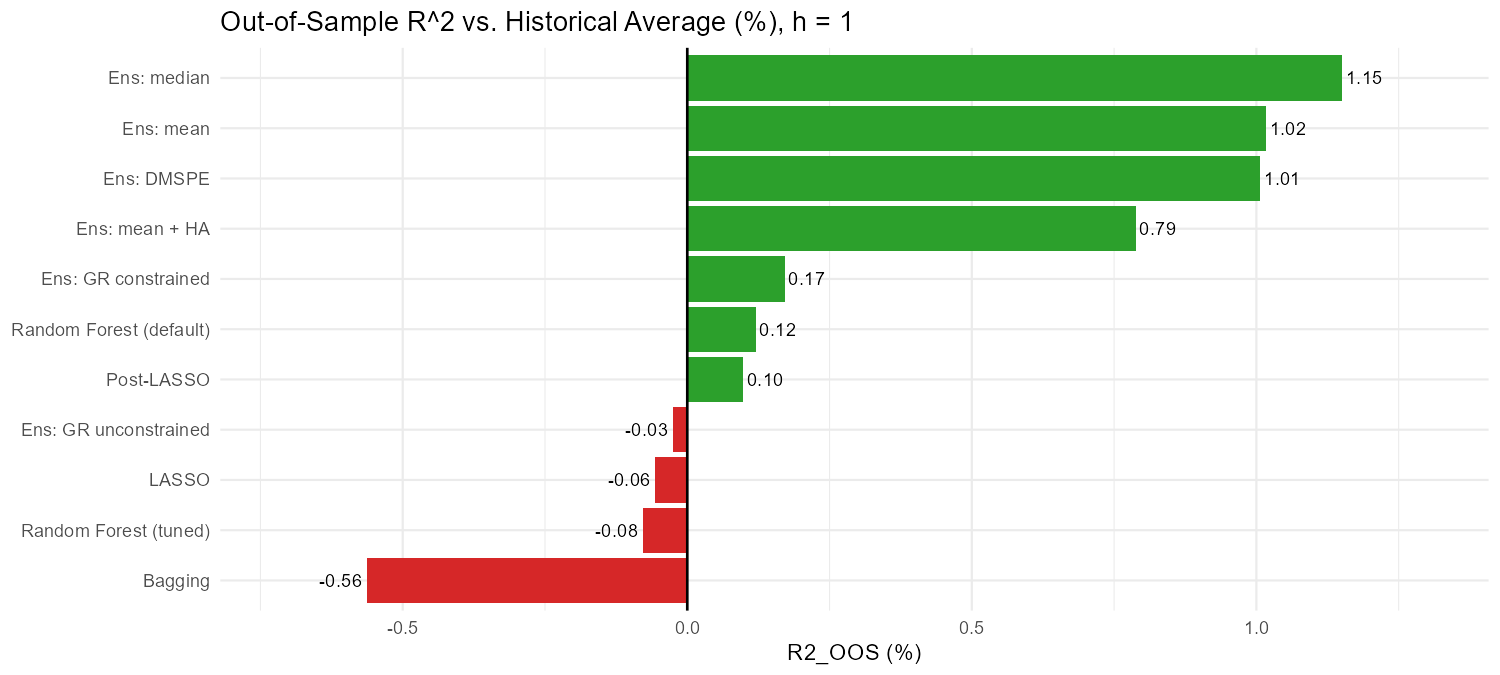 Out-of-Sample R^2 vs. Historical Average (%), h = 1
Ens: median 1.15
Ens: mean 1.02
Ens: DMSPE 1.01
Ens: mean + HA 0.79
Ens: GR constrained 0.17
Random Forest (default) 0.12
Post-LASSO 0.10
Ens: GR unconstrained -0.03
LASSO -0.06
Random Forest (tuned) -0.08
Bagging -0.56
-0.5 0.0 0.5 1.0
R2_OOS (%)